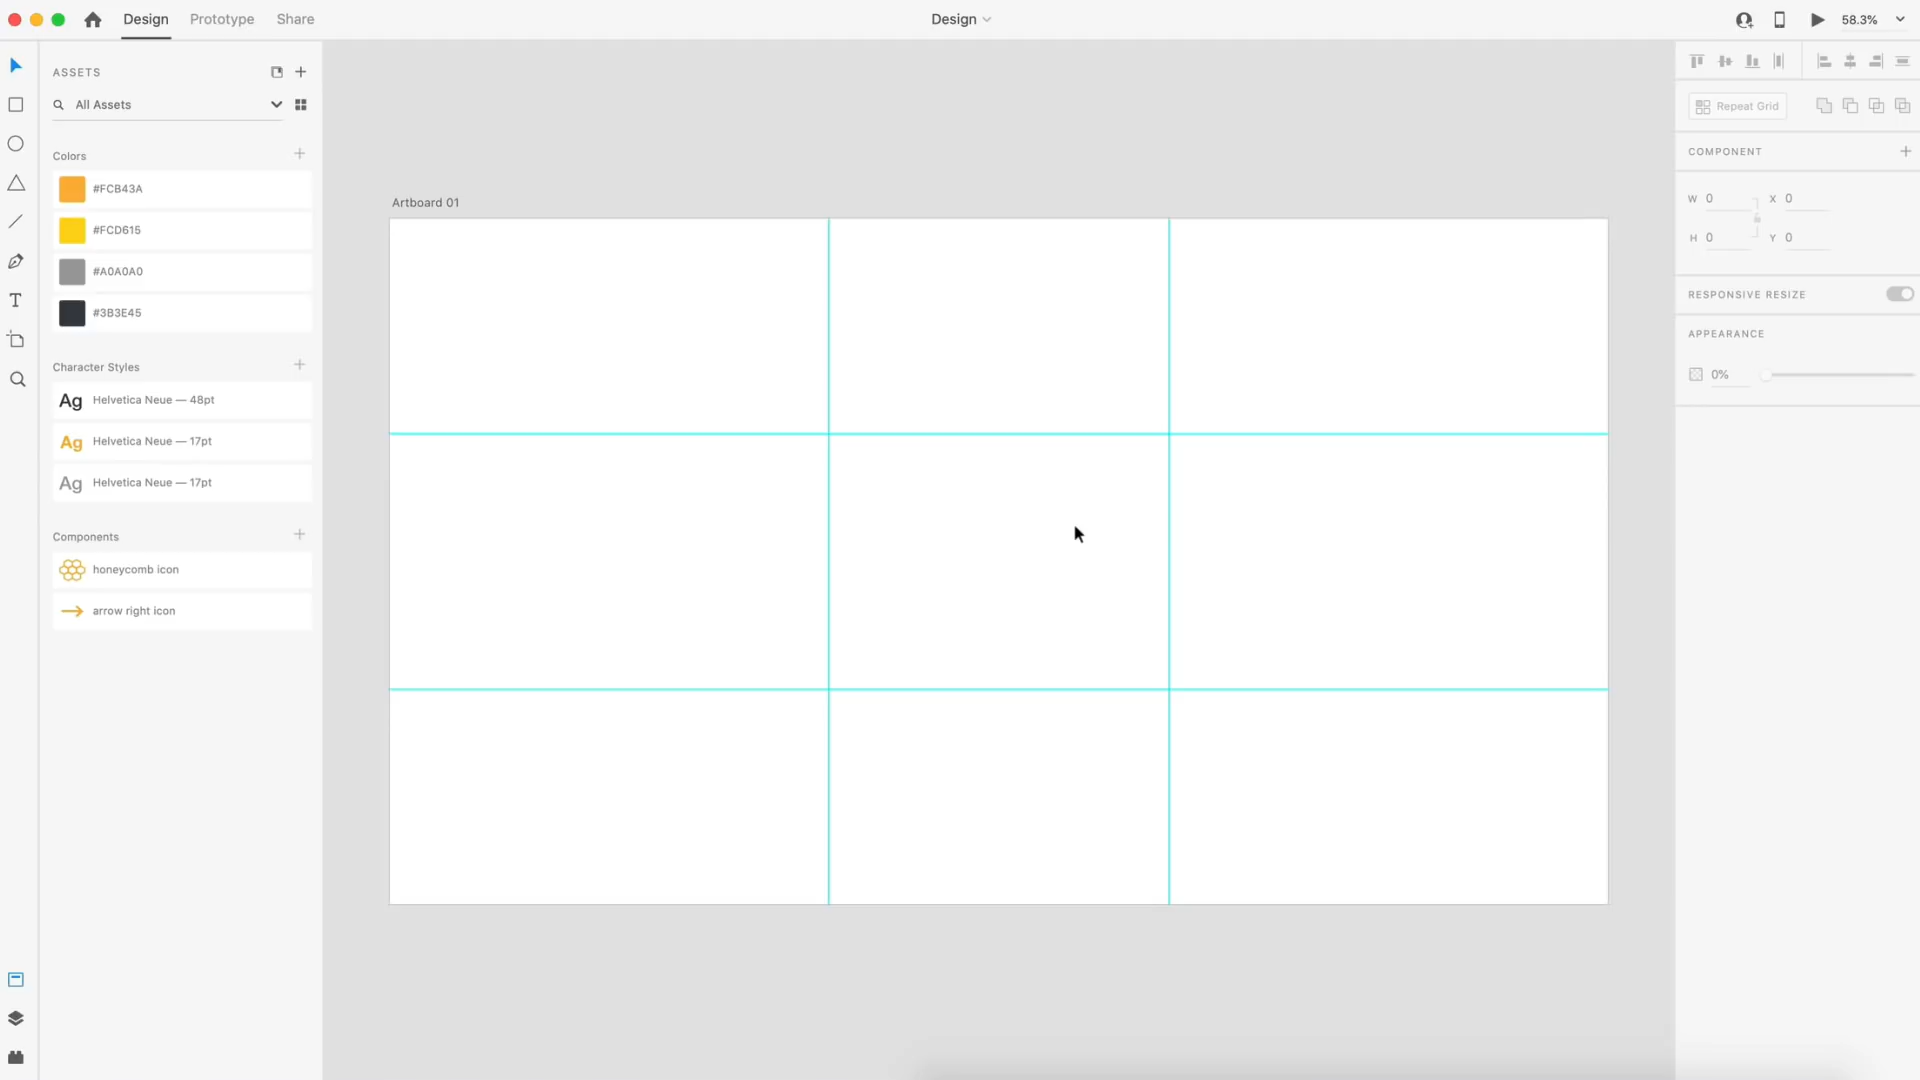 Design Prototype Share
Design
58.3%
ASSETS
All Assets
Colors
#FCB43A
#FCD615
#A0A0A0
#3B3E45
Character Styles
Ag Helvetica Neue — 48pt
Ag Helvetica Neue — 17pt
Ag Helvetica Neue — 17pt
Components
honeycomb icon
arrow right icon
Artboard 01
Repeat Grid
COMPONENT
W 0 X 0
H 0 Y 0
RESPONSIVE RESIZE
APPEARANCE
0%
T